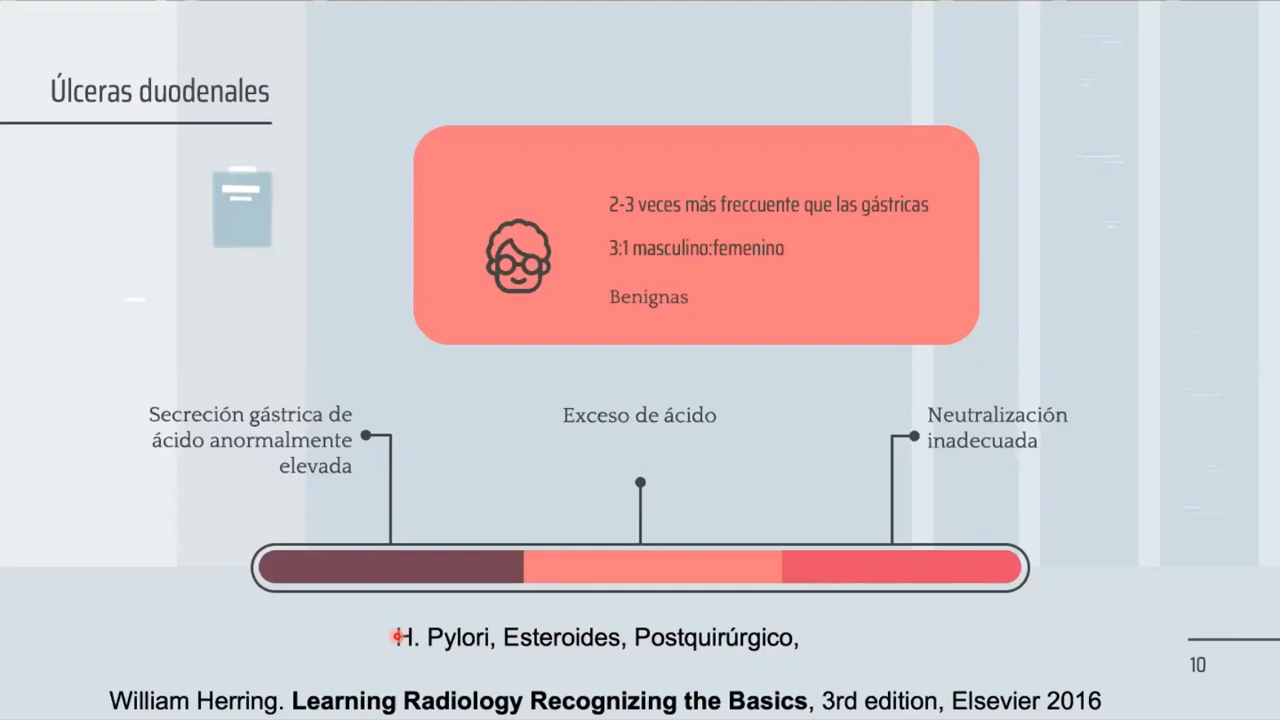 Úlceras duodenales
2-3 veces más freccuente que las gástricas
3:1 masculino:femenino
Benignas
Secreción gástrica de
ácido anormalmente
elevada
Exceso de ácido
Neutralización
inadecuada
H. Pylori, Esteroides, Postquirúrgico,
10
William Herring. Learning Radiology Recognizing the Basics, 3rd edition, Elsevier 2016